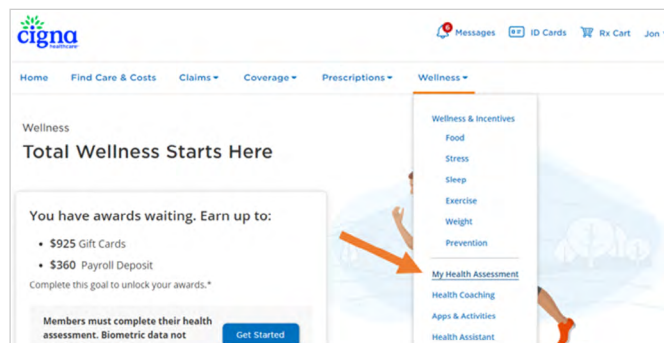 cigna
healthcare
6
Messages
ID Cards
Rx Cart
Jon
Home
Find Care & Costs
Claims
Coverage
Prescriptions
Wellness
Wellness
Total Wellness Starts Here
You have awards waiting. Earn up to:
• $925 Gift Cards
• $360 Payroll Deposit
Complete this goal to unlock your awards.*
Members must complete their health
assessment. Biometric data not
Get Started
Wellness & Incentives
Food
Stress
Sleep
Exercise
Weight
Prevention
My Health Assessment
Health Coaching
Apps & Activities
Health Assistant